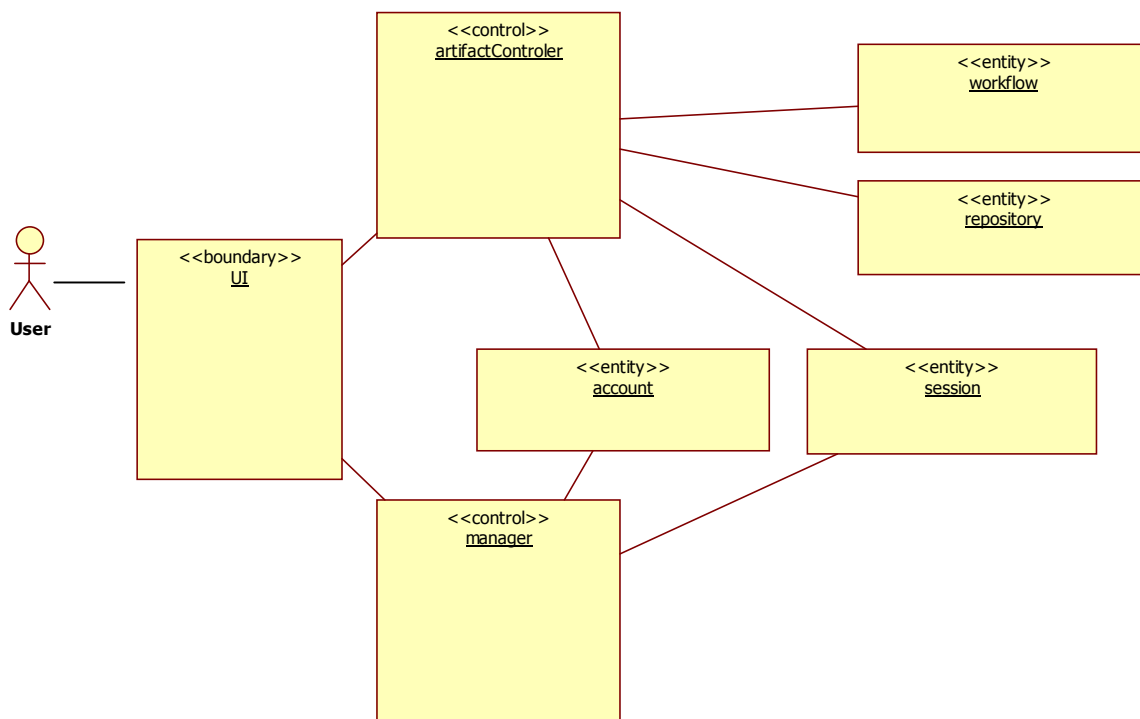 <<control>>
artifactControler
<<entity>>
workflow
<<entity>>
repository
<<boundary>>
UI
User
<<entity>>
account
<<entity>>
session
<<control>>
manager